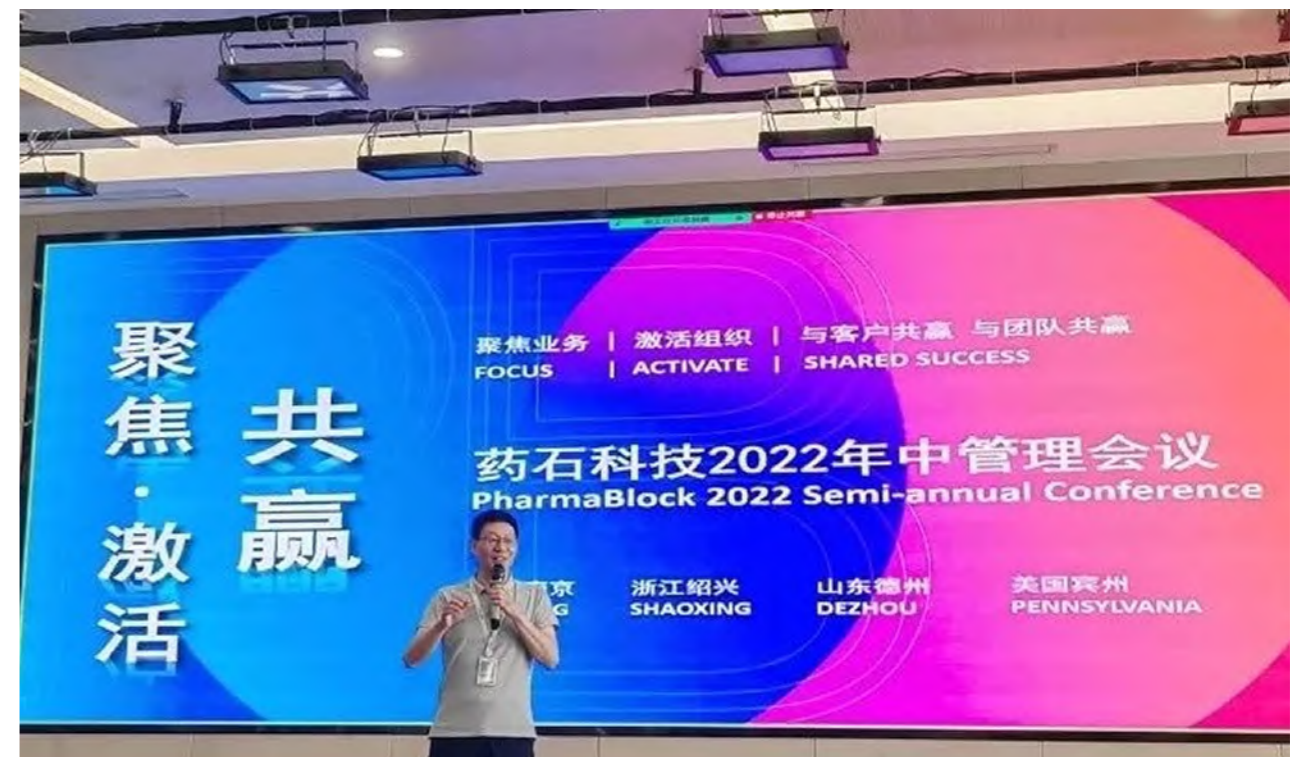 聚焦·激活
共赢
聚焦业务 | 激活组织 | 与客户共赢 与团队共赢
FOCUS | ACTIVATE | SHARED SUCCESS
药石科技2022年中管理会议
PharmaBlock 2022 Semi-annual Conference
京 浙江绍兴 山东德州 美国宾州
G SHAOXING DEZHOU PENNSYLVANIA